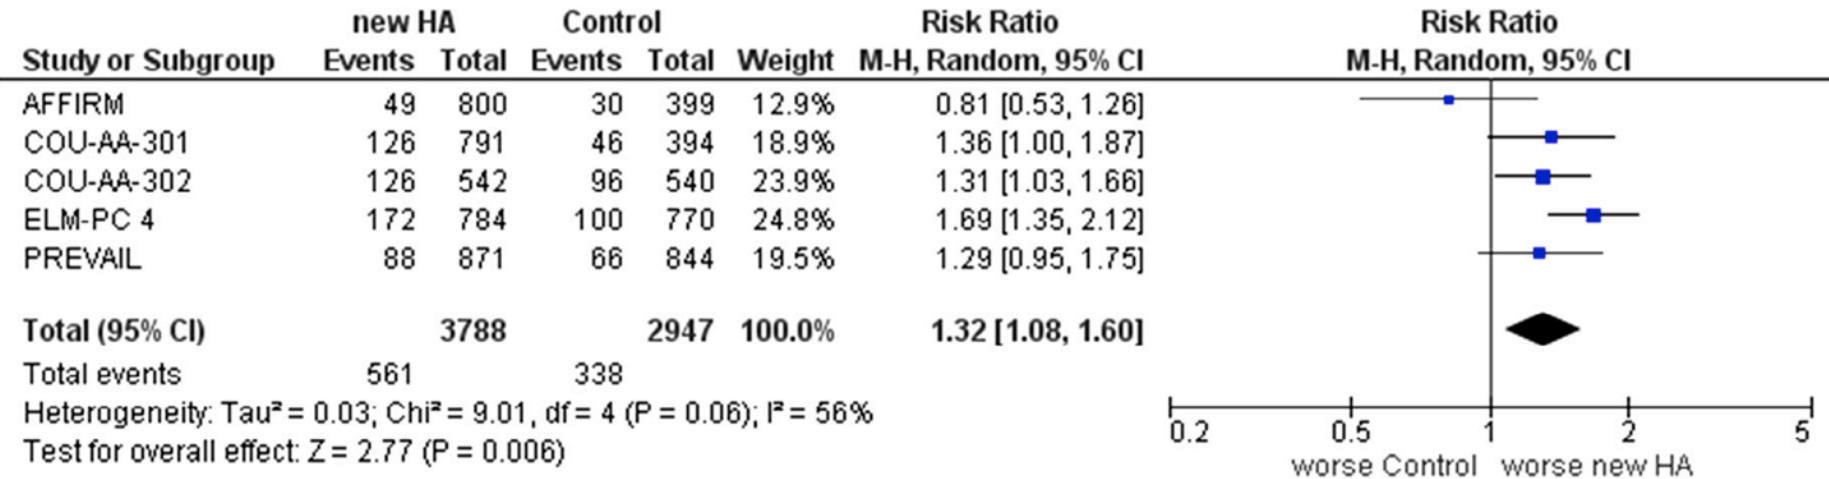 new HA Control Risk Ratio Risk Ratio
Study or Subgroup Events Total Events Total Weight M-H, Random, 95% CI M-H, Random, 95% CI
AFFIRM 49 800 30 399 12.9% 0.81 [0.53, 1.26]
COU-AA-301 126 791 46 394 18.9% 1.36 [1.00, 1.87]
COU-AA-302 126 542 96 540 23.9% 1.31 [1.03, 1.66]
ELM-PC 4 172 784 100 770 24.8% 1.69 [1.35, 2.12]
PREVAIL 88 871 66 844 19.5% 1.29 [0.95, 1.75]
Total (95% CI) 3788 2947 100.0% 1.32 [1.08, 1.60]
Total events 561 338
Heterogeneity: Tau² = 0.03; Chi² = 9.01, df = 4 (P = 0.06); I² = 56%
Test for overall effect: Z = 2.77 (P = 0.006)
0.2 0.5 1 2 5
worse Control worse new HA